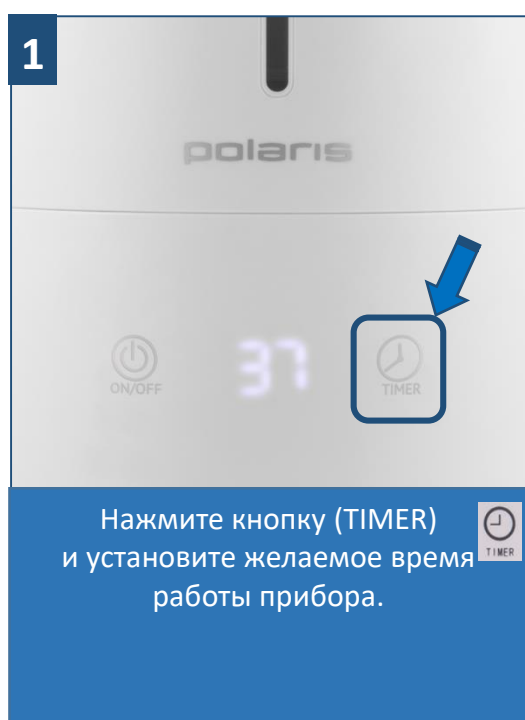 1
polaris
37
ON/OFF
TIMER
Нажмите кнопку (TIMER)
TIMER
и установите желаемое время
работы прибора.